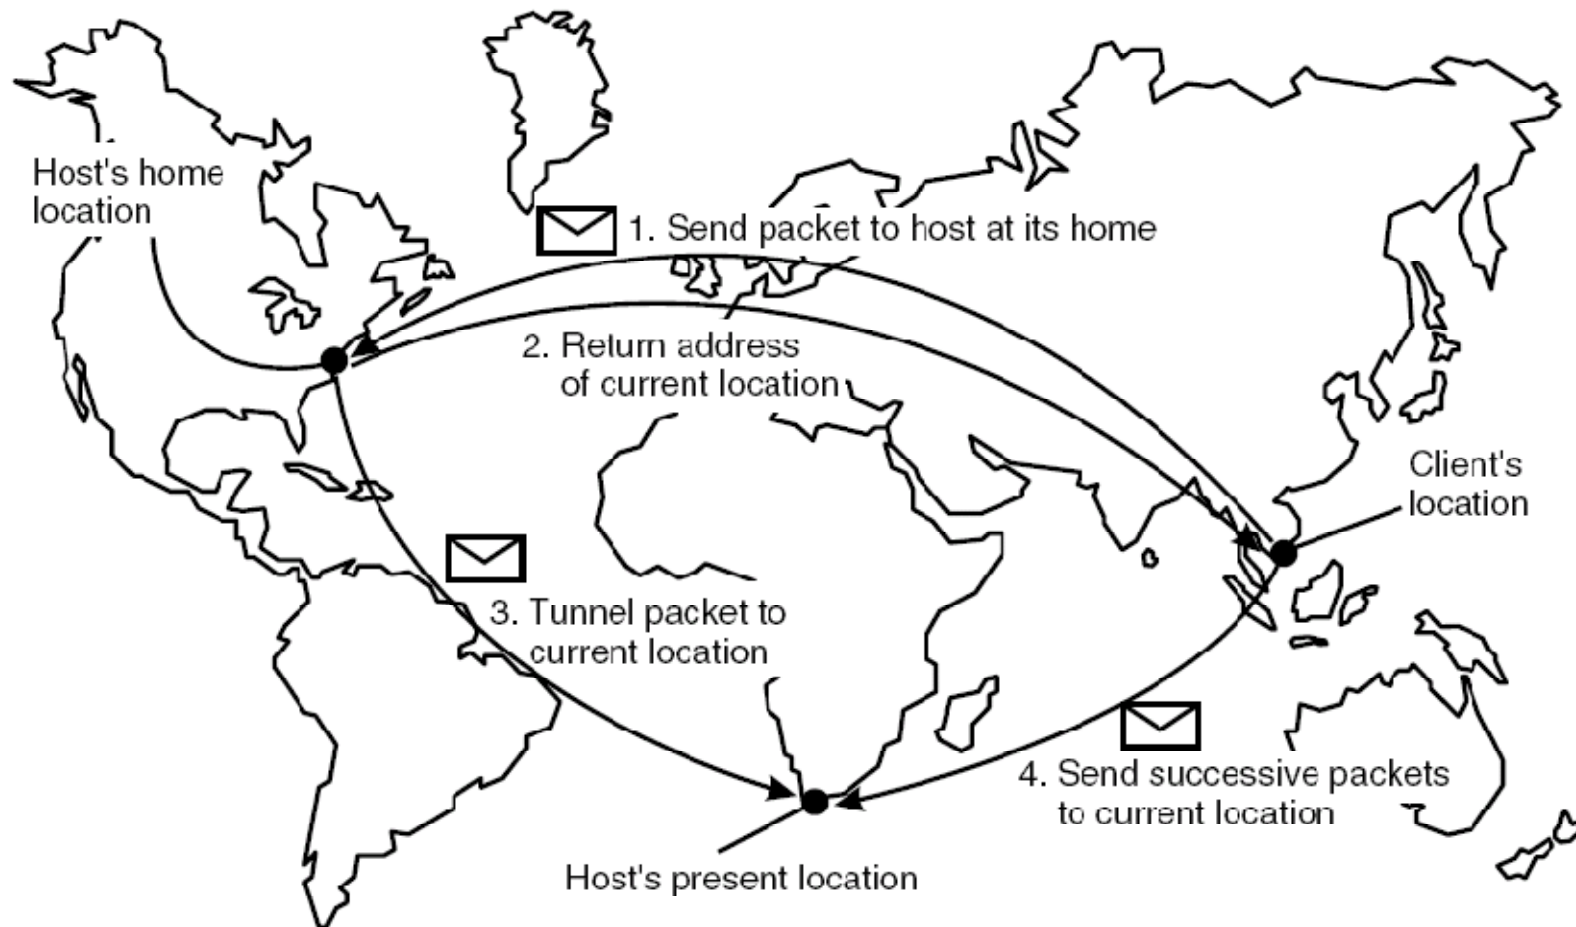 Host's home
location
1. Send packet to host at its home
2. Return address
of current location
Client's
location
3. Tunnel packet to
current location
4. Send successive packets
to current location
Host's present location